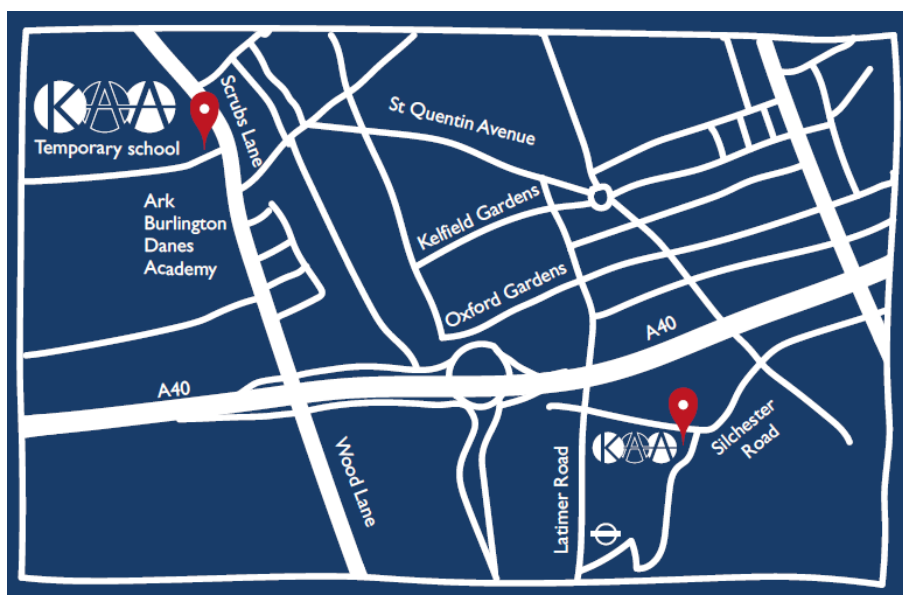 KAA
Temporary school
Scrubs Lane
St Quentin Avenue
Ark
Burlington
Danes
Academy
Kelfield Gardens
Oxford Gardens
A40
A40
KAA
Silchester
Road
Wood Lane
Latimer Road